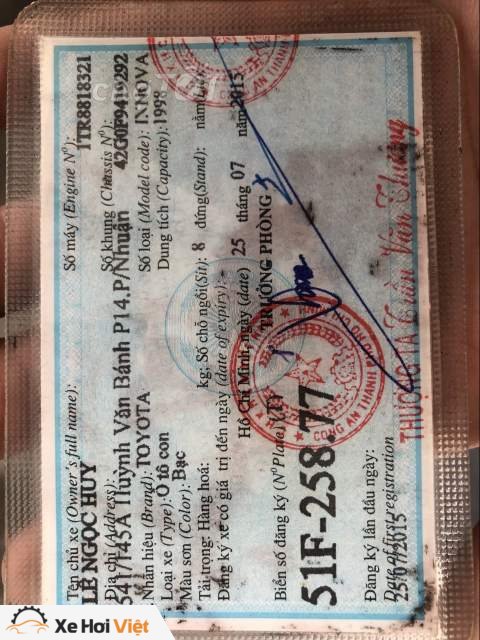 Tên chủ xe (Owner's full name): Số máy (Engine Nº): 1TR8818321
LÊ NGỌC HUY
Địa chỉ (Address): Số khung (Chassis Nº):
541/145A Huỳnh Văn Bánh P14.P/Nhuận 42G0F9419292
Nhãn hiệu (Brand): TOYOTA Số loại (Model code): INNOVA
Loại xe (Type): Ô tô con Dung tích (Capacity): 1998
Màu sơn (Color): Bạc
Tải trọng: Hàng hoá: kg; Số chỗ ngồi(Sit): 8 đứng(Stand): nằm
Đăng ký xe có giá trị đến ngày (date of expiry):
Hồ Chí Minh, ngày (date) 25 tháng 07 năm 2015
Biển số đăng ký (Nº Plate) TRƯỞNG PHÒNG
51F-258.77
Đăng ký lần đầu ngày:
Date of first registration
25/07/2015
CÔNG AN THÀNH
CÔNG AN THÀNH
THƯỢNG TÁ Trần Văn Thương
Xe Hơi Việt